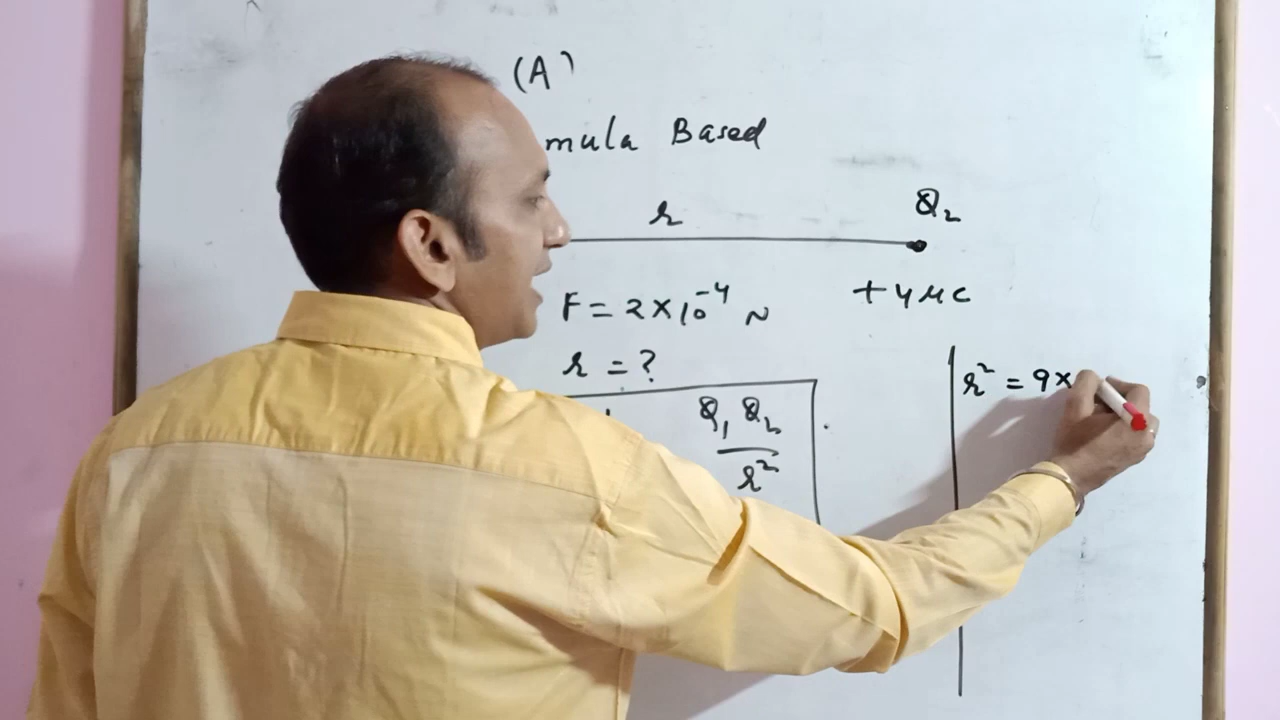 (A)
mula Based
r Q₂
+4μC
F = 2×10⁻⁴ N
r = ?
Q₁ Q₂
r²
r² = 9×